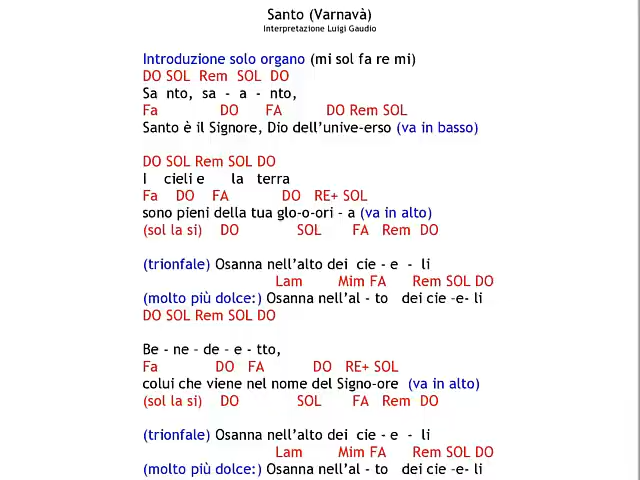 Santo (Varnavà)
Interpretazione Luigi Gaudio
Introduzione solo organo (mi sol fa re mi)
DO SOL Rem SOL DO
Sa nto, sa - a - nto,
Fa DO FA DO Rem SOL
Santo è il Signore, Dio dell'unive-erso (va in basso)
DO SOL Rem SOL DO
I cieli e la terra
Fa DO FA DO RE+ SOL
sono pieni della tua glo-o-ori - a (va in alto)
(sol la si) DO SOL FA Rem DO
(trionfale) Osanna nell'alto dei cie - e - li
Lam Mim FA Rem SOL DO
(molto più dolce:) Osanna nell'al - to dei cie -e- li
DO SOL Rem SOL DO
Be - ne - de - e - tto,
Fa DO FA DO RE+ SOL
colui che viene nel nome del Signo-ore (va in alto)
(sol la si) DO SOL FA Rem DO
(trionfale) Osanna nell'alto dei cie - e - li
Lam Mim FA Rem SOL DO
(molto più dolce:) Osanna nell'al - to dei cie -e- li